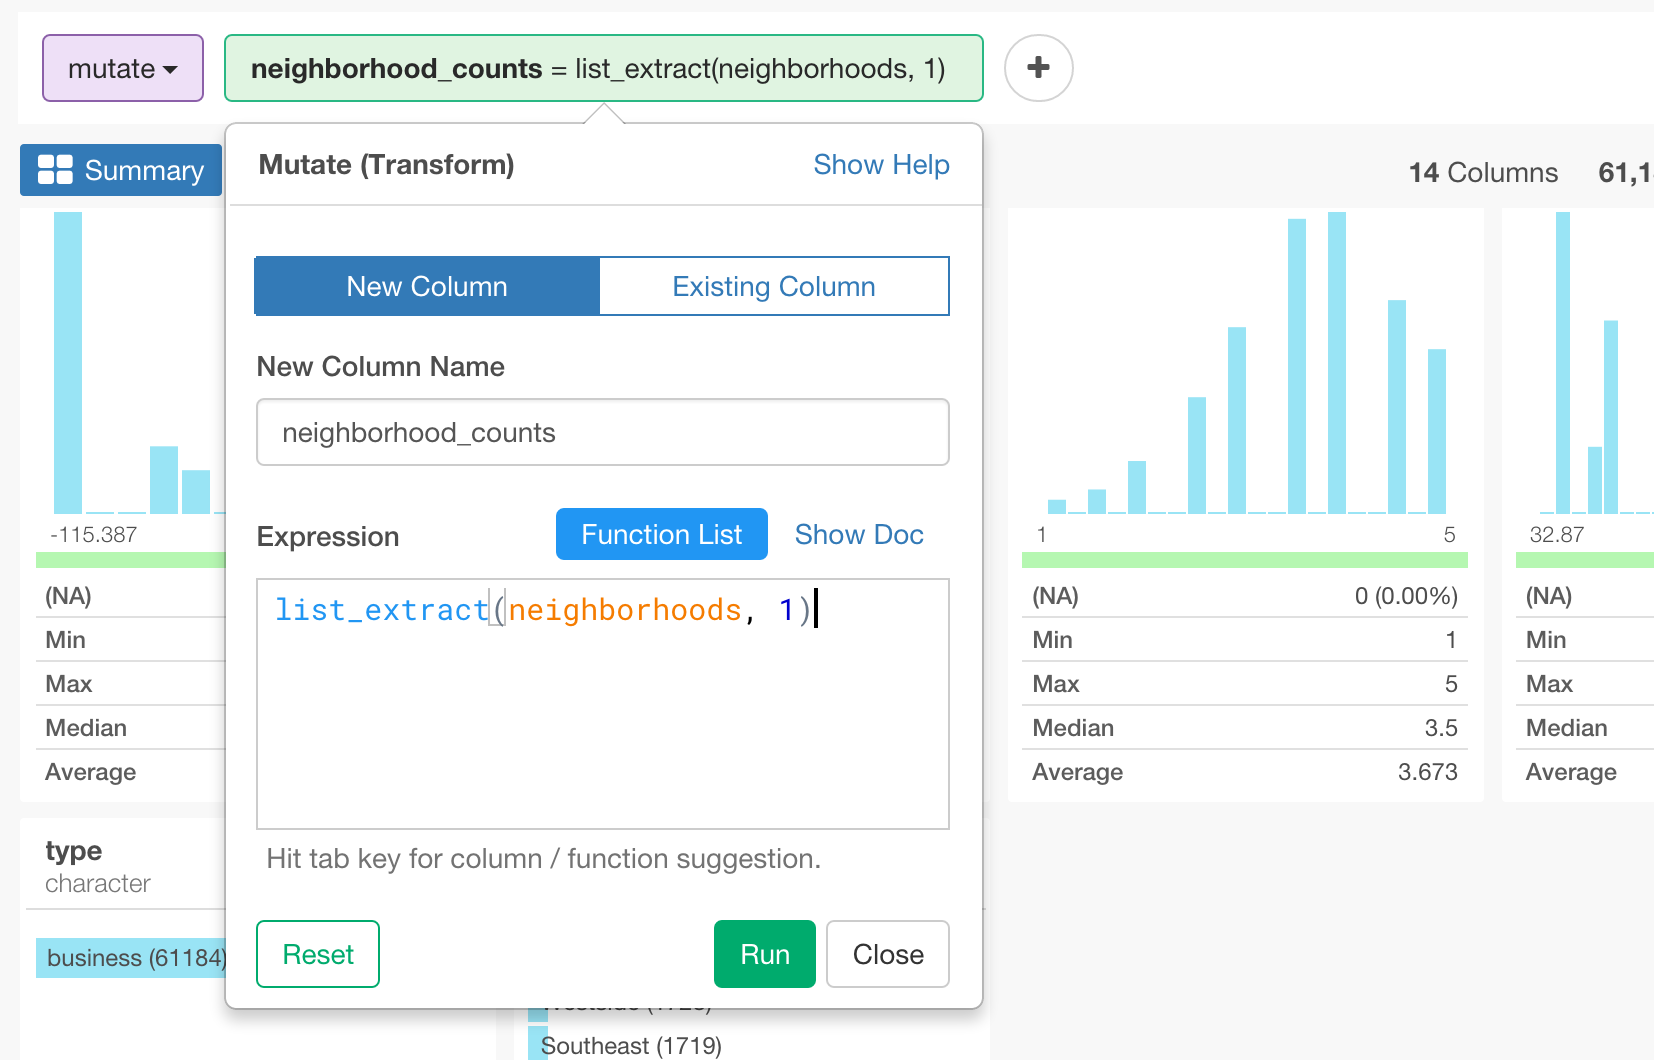 mutate
neighborhood_counts = list_extract(neighborhoods, 1)
Summary
Mutate (Transform) Show Help
14 Columns
New Column Existing Column
New Column Name
neighborhood_counts
Expression Function List Show Doc
list_extract(neighborhoods, 1)
Hit tab key for column / function suggestion.
Reset Run Close
-115.387
(NA)
Min
Max
Median
Average
1 5
(NA) 0 (0.00%)
Min 1
Max 5
Median 3.5
Average 3.673
32.87
(NA)
Min
Max
Median
Average
type
character
business (61184)
Southeast (1719)